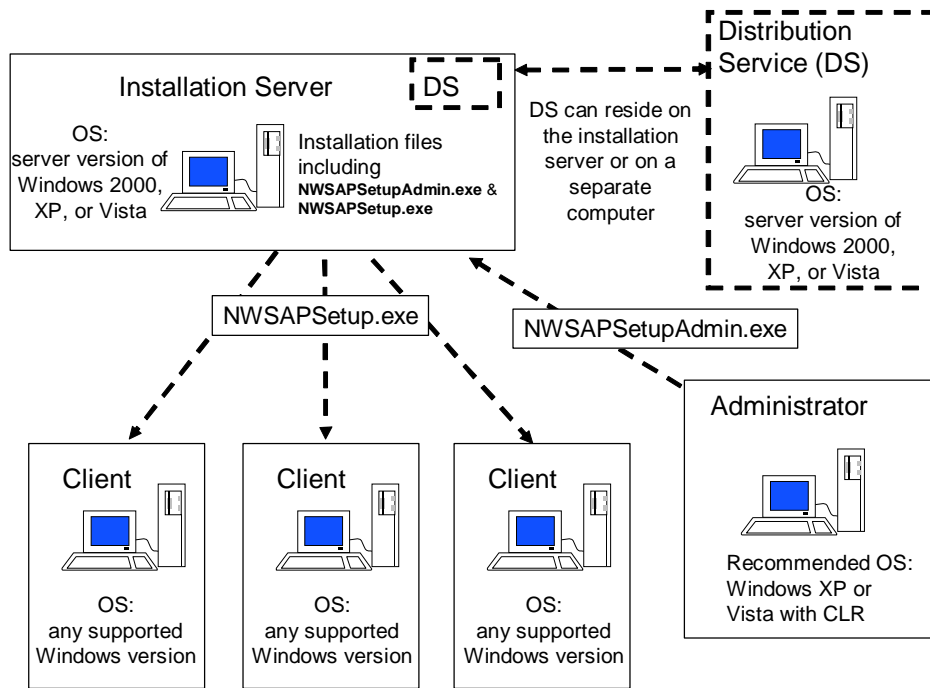 Installation Server
DS
OS:
server version of
Windows 2000,
XP, or Vista
Installation files
including
NWSAPSetupAdmin.exe &
NWSAPSetup.exe
DS can reside on
the installation
server or on a
separate
computer
Distribution
Service (DS)
OS:
server version of
Windows 2000,
XP, or Vista
NWSAPSetup.exe
NWSAPSetupAdmin.exe
Client
OS:
any supported
Windows version
Client
OS:
any supported
Windows version
Client
OS:
any supported
Windows version
Administrator
Recommended OS:
Windows XP or
Vista with CLR